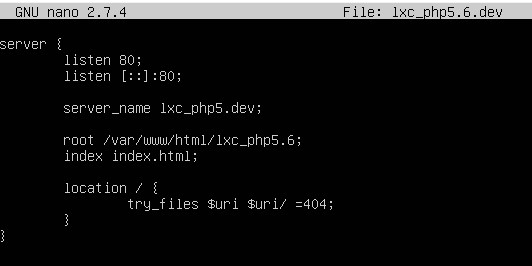 GNU nano 2.7.4 File: lxc_php5.6.dev
server {
listen 80;
listen [::]:80;
server_name lxc_php5.dev;
root /var/www/html/lxc_php5.6;
index index.html;
location / {
try_files $uri $uri/ =404;
}
}